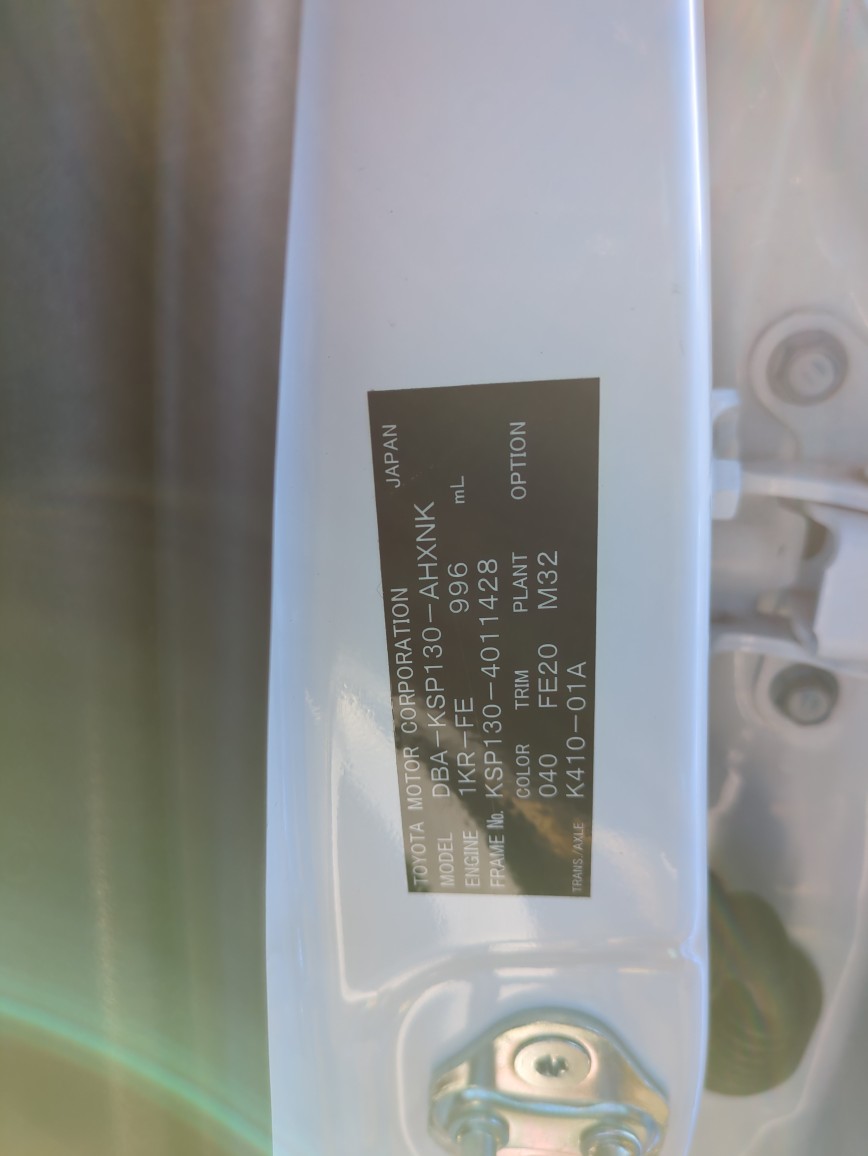 TOYOTA MOTOR CORPORATION JAPAN
MODEL DBA-KSP130-AHXNK
ENGINE 1KR-FE 996 mL
FRAME No. KSP130-4011428
COLOR TRIM PLANT OPTION
040 FE20 M32
TRANS./AXLE K410-01A